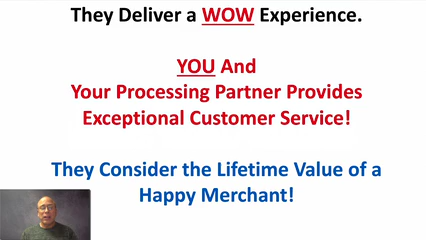 They Deliver a WOW Experience.
YOU And
Your Processing Partner Provides
Exceptional Customer Service!
They Consider the Lifetime Value of a
Happy Merchant!